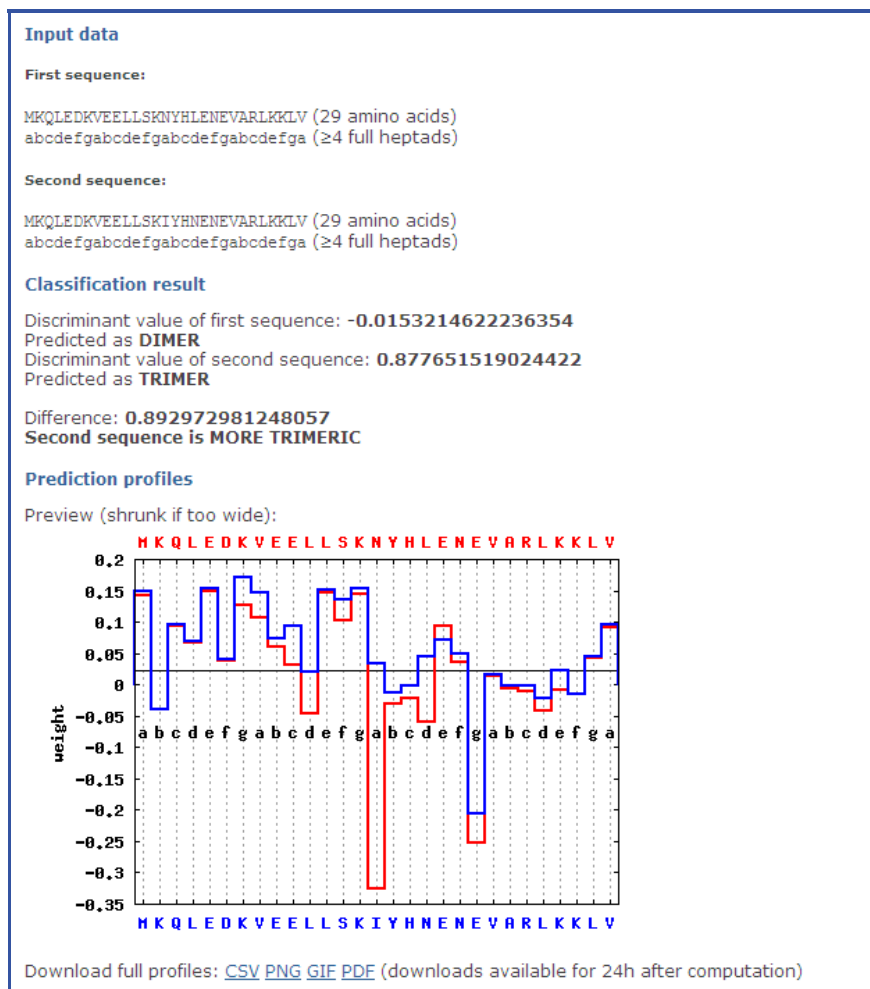 Input data
First sequence:
MKQLEDKVEELLSKNYHLENEVARLKKLV (29 amino acids)
abcdefgabcdefgabcdefgabcdefga (≥4 full heptads)
Second sequence:
MKQLEDKVEELLSKIYHNENEVARLKKLV (29 amino acids)
abcdefgabcdefgabcdefgabcdefga (≥4 full heptads)
Classification result
Discriminant value of first sequence: -0.0153214622236354
Predicted as DIMER
Discriminant value of second sequence: 0.877651519024422
Predicted as TRIMER
Difference: 0.892972981248057
Second sequence is MORE TRIMERIC
Prediction profiles
Preview (shrunk if too wide):
M K Q L E D K V E E L L S K N Y H L E N E V A R L K K L V
0.2
0.15
0.1
0.05
0
-0.05
a b c d e f g a b c d e f g a b c d e f g a b c d e f g a
-0.1
-0.15
-0.2
-0.25
-0.3
-0.35
weight
M K Q L E D K V E E L L S K I Y H N E N E V A R L K K L V
Download full profiles: CSV PNG GIF PDF (downloads available for 24h after computation)